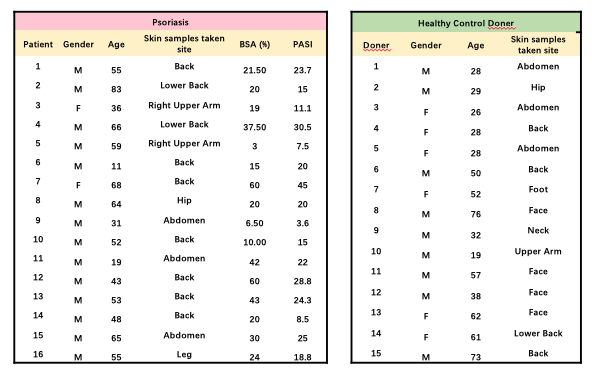 Psoriasis
Patient Gender Age Skin samples taken site BSA (%) PASI
1 M 55 Back 21.50 23.7
2 M 83 Lower Back 20 15
3 F 36 Right Upper Arm 19 11.1
4 M 66 Lower Back 37.50 30.5
5 M 59 Right Upper Arm 3 7.5
6 M 11 Back 15 20
7 F 68 Back 60 45
8 M 64 Hip 20 20
9 M 31 Abdomen 6.50 3.6
10 M 52 Back 10.00 15
11 M 19 Abdomen 42 22
12 M 43 Back 60 28.8
13 M 53 Back 43 24.3
14 M 48 Back 20 8.5
15 M 65 Abdomen 30 25
16 M 55 Leg 24 18.8
Healthy Control Doner
Doner Gender Age Skin samples taken site
1 M 28 Abdomen
2 M 29 Hip
3 F 26 Abdomen
4 F 28 Back
5 F 28 Abdomen
6 M 50 Back
7 F 52 Foot
8 M 76 Face
9 M 32 Neck
10 M 19 Upper Arm
11 M 57 Face
12 M 38 Face
13 F 62 Face
14 F 61 Lower Back
15 M 73 Back